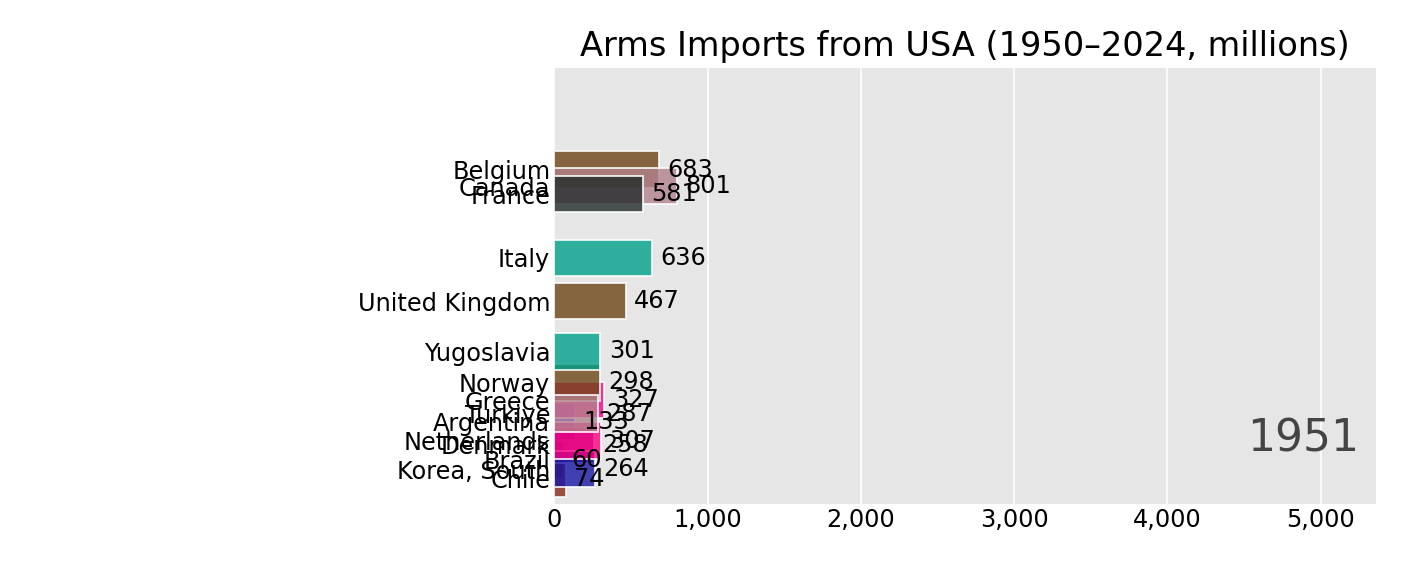 Arms Imports from USA (1950–2024, millions)
Belgium 683
Canada 801
France 581
Italy 636
United Kingdom 467
Yugoslavia 301
Norway 298
Greece 327
Türkiye 287
Argentina 133
Netherlands 307
Denmark 258
Brazil 60
Korea, South 264
Chile 74
1951
0 1,000 2,000 3,000 4,000 5,000